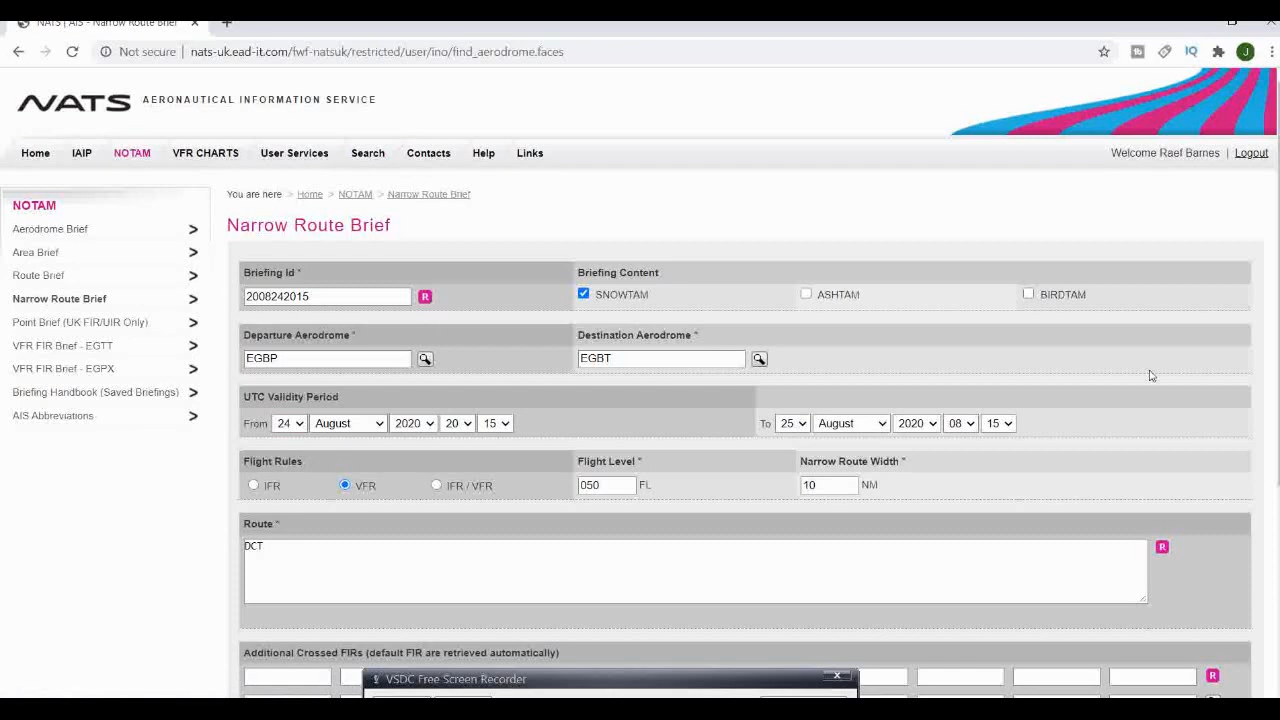 NATS | AIS - Narrow Route Brief
Not secure | nats-uk.ead-it.com/fwf-natsuk/restricted/user/ino/find_aerodrome.faces
IQ
J
NATS AERONAUTICAL INFORMATION SERVICE
Home IAIP NOTAM VFR CHARTS User Services Search Contacts Help Links
Welcome Raef Barnes | Logout
You are here > Home > NOTAM > Narrow Route Brief
NOTAM
Aerodrome Brief >
Area Brief >
Route Brief >
Narrow Route Brief >
Point Brief (UK FIR/UIR Only) >
VFR FIR Brief - EGTT >
VFR FIR Brief - EGPX >
Briefing Handbook (Saved Briefings) >
AIS Abbreviations >
Narrow Route Brief
Briefing Id * Briefing Content
2008242015 R SNOWTAM ASHTAM BIRDTAM
Departure Aerodrome * Destination Aerodrome *
EGBP EGBT
UTC Validity Period
From 24 August 2020 20 15 To 25 August 2020 08 15
Flight Rules Flight Level * Narrow Route Width *
IFR VFR IFR / VFR 050 FL 10 NM
Route *
DCT R
Additional Crossed FIRs (default FIR are retrieved automatically)
R
VSDC Free Screen Recorder